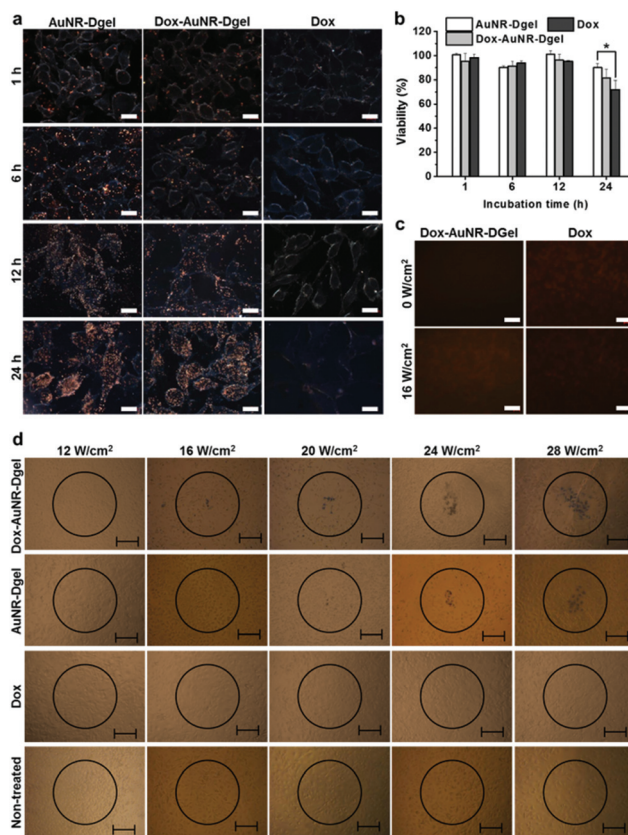 a
AuNR-Dgel Dox-AuNR-Dgel Dox
1 h
6 h
12 h
24 h
b
AuNR-Dgel Dox
Dox-AuNR-Dgel
*
Viability (%)
120
100
80
60
40
20
0
1 6 12 24
Incubation time (h)
c
Dox-AuNR-DGel Dox
0 W/cm²
16 W/cm²
d
12 W/cm² 16 W/cm² 20 W/cm² 24 W/cm² 28 W/cm²
Dox-AuNR-Dgel
AuNR-Dgel
Dox
Non-treated